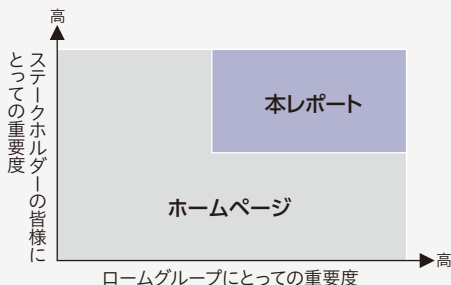 高
ステークホルダーの皆様に
とっての重要度
本レポート
ホームページ
高
ロームグループにとっての重要度